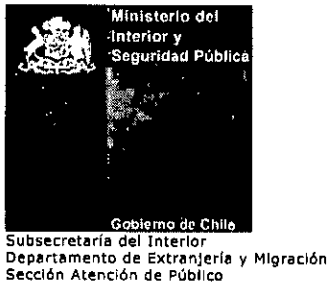 Ministerio del
Interior y
Seguridad Pública
Gobierno de Chile
Subsecretaría del Interior
Departamento de Extranjería y Migración
Sección Atención de Público